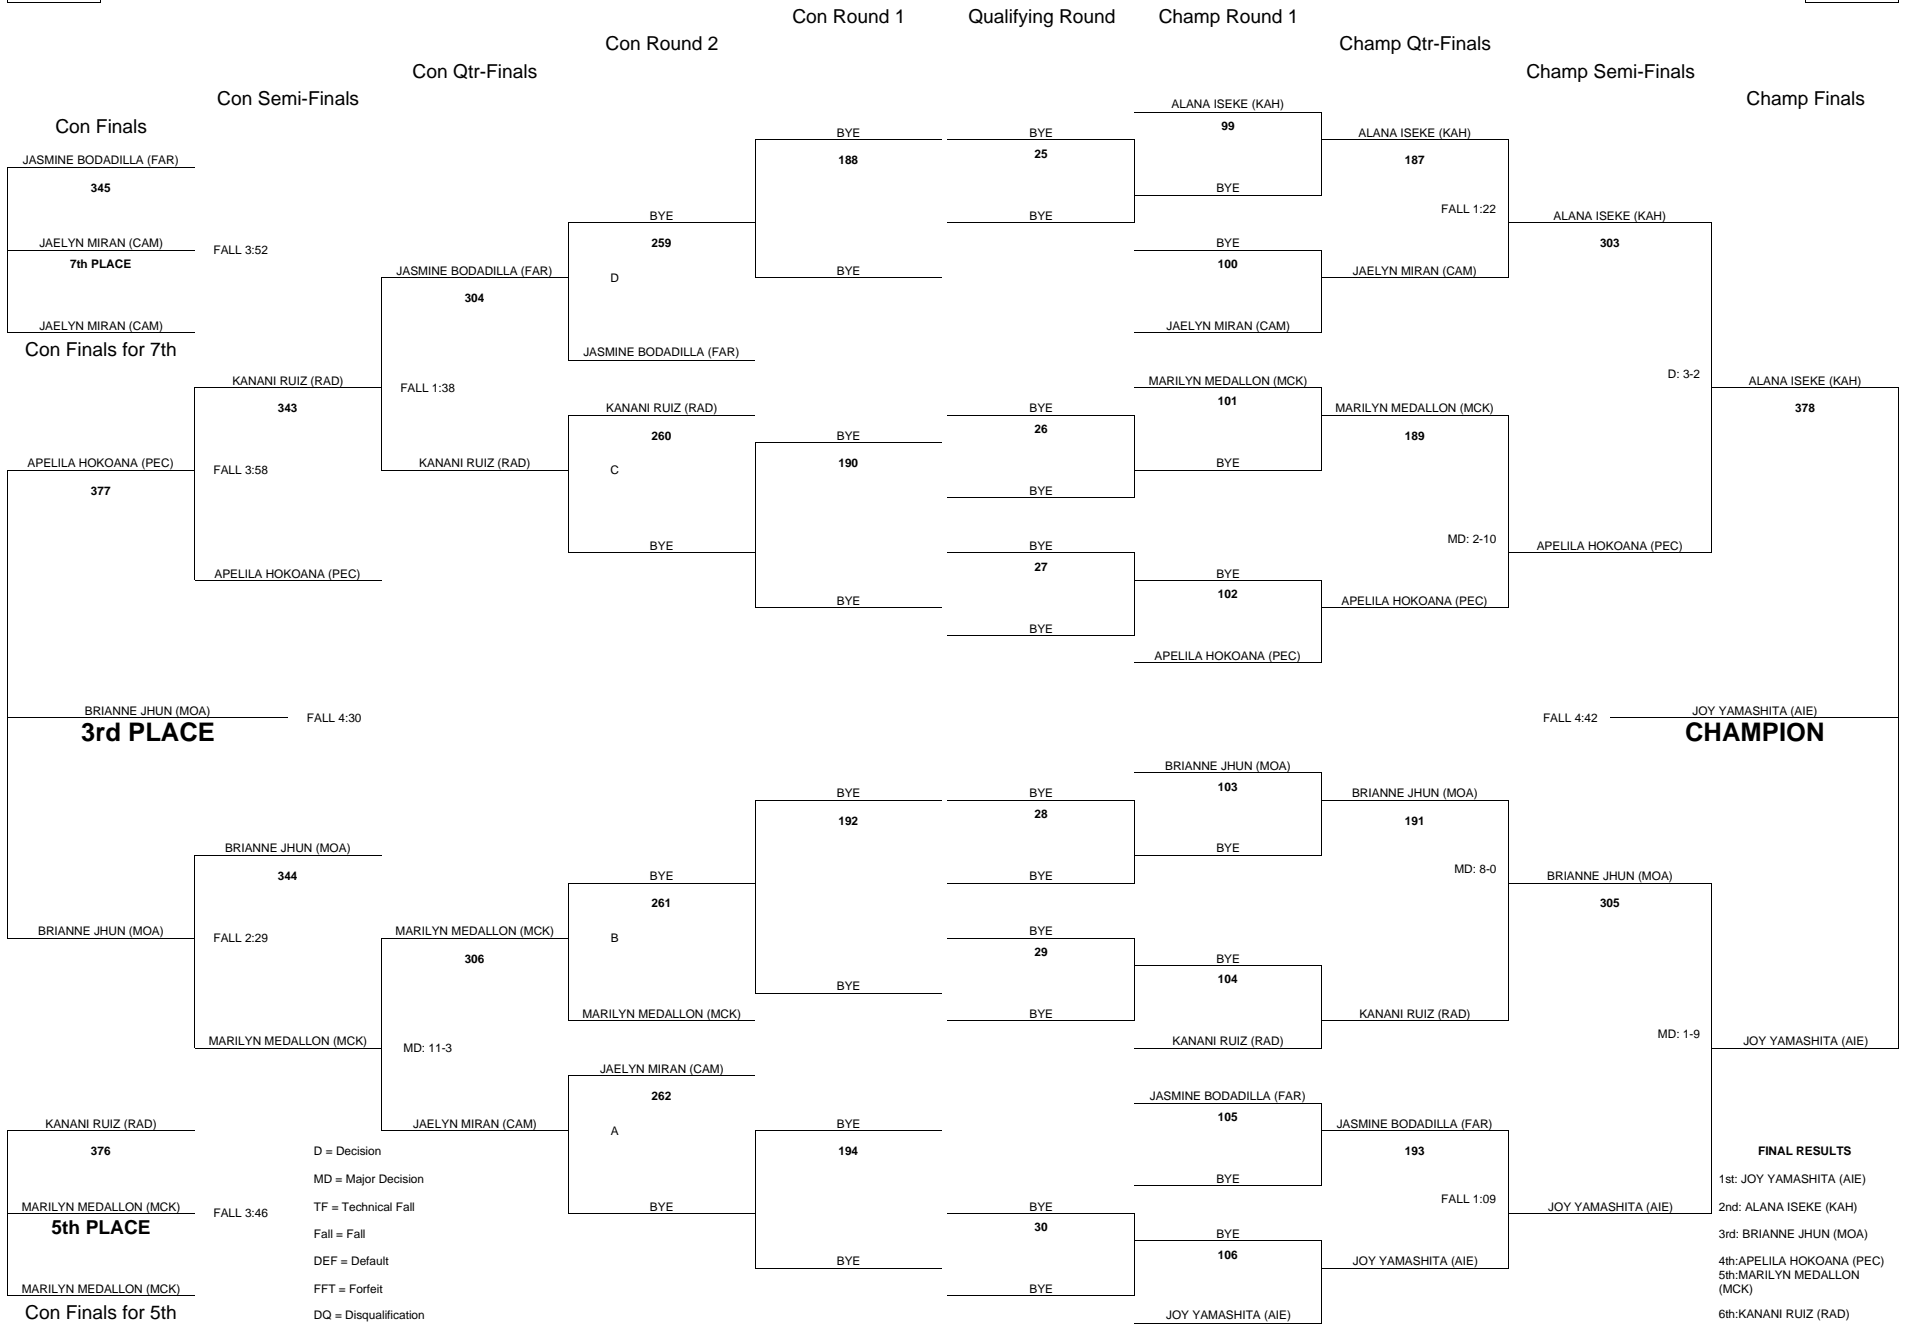 Con Round 1
Qualifying Round
Champ Round 1
Con Round 2
Champ Qtr-Finals
Con Qtr-Finals
Champ Semi-Finals
Con Semi-Finals
Champ Finals
Con Finals
JASMINE BODADILLA (FAR)
345
JAELYN MIRAN (CAM)
7th PLACE
FALL 3:52
JAELYN MIRAN (CAM)
Con Finals for 7th
APELILA HOKOANA (PEC)
377
BRIANNE JHUN (MOA)
3rd PLACE
FALL 4:30
BRIANNE JHUN (MOA)
KANANI RUIZ (RAD)
376
MARILYN MEDALLON (MCK)
5th PLACE
FALL 3:46
MARILYN MEDALLON (MCK)
Con Finals for 5th
KANANI RUIZ (RAD)
343
FALL 3:58
APELILA HOKOANA (PEC)
BRIANNE JHUN (MOA)
344
FALL 2:29
MARILYN MEDALLON (MCK)
D = Decision
MD = Major Decision
TF = Technical Fall
Fall = Fall
DEF = Default
FFT = Forfeit
DQ = Disqualification
JASMINE BODADILLA (FAR)
304
FALL 1:38
KANANI RUIZ (RAD)
MARILYN MEDALLON (MCK)
306
MD: 11-3
JAELYN MIRAN (CAM)
BYE
259
D
JASMINE BODADILLA (FAR)
KANANI RUIZ (RAD)
260
C
BYE
BYE
261
B
MARILYN MEDALLON (MCK)
JAELYN MIRAN (CAM)
262
A
BYE
BYE
188
BYE
BYE
190
BYE
BYE
192
BYE
BYE
194
BYE
BYE
25
BYE
BYE
26
BYE
BYE
27
BYE
BYE
28
BYE
BYE
29
BYE
BYE
30
BYE
ALANA ISEKE (KAH)
99
BYE
BYE
100
JAELYN MIRAN (CAM)
MARILYN MEDALLON (MCK)
101
BYE
BYE
102
APELILA HOKOANA (PEC)
BRIANNE JHUN (MOA)
103
BYE
BYE
104
KANANI RUIZ (RAD)
JASMINE BODADILLA (FAR)
105
BYE
BYE
106
JOY YAMASHITA (AIE)
ALANA ISEKE (KAH)
187
FALL 1:22
JAELYN MIRAN (CAM)
MARILYN MEDALLON (MCK)
189
MD: 2-10
APELILA HOKOANA (PEC)
BRIANNE JHUN (MOA)
191
MD: 8-0
KANANI RUIZ (RAD)
JASMINE BODADILLA (FAR)
193
FALL 1:09
JOY YAMASHITA (AIE)
ALANA ISEKE (KAH)
303
D: 3-2
APELILA HOKOANA (PEC)
BRIANNE JHUN (MOA)
305
MD: 1-9
JOY YAMASHITA (AIE)
ALANA ISEKE (KAH)
378
FALL 4:42
JOY YAMASHITA (AIE)
CHAMPION
JOY YAMASHITA (AIE)
FINAL RESULTS
1st: JOY YAMASHITA (AIE)
2nd: ALANA ISEKE (KAH)
3rd: BRIANNE JHUN (MOA)
4th:APELILA HOKOANA (PEC)
5th:MARILYN MEDALLON
(MCK)
6th:KANANI RUIZ (RAD)